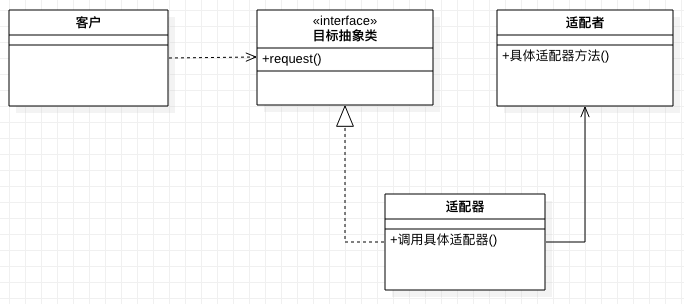 客户
«interface»
目标抽象类
+request()
适配者
+具体适配器方法()
适配器
+调用具体适配器()